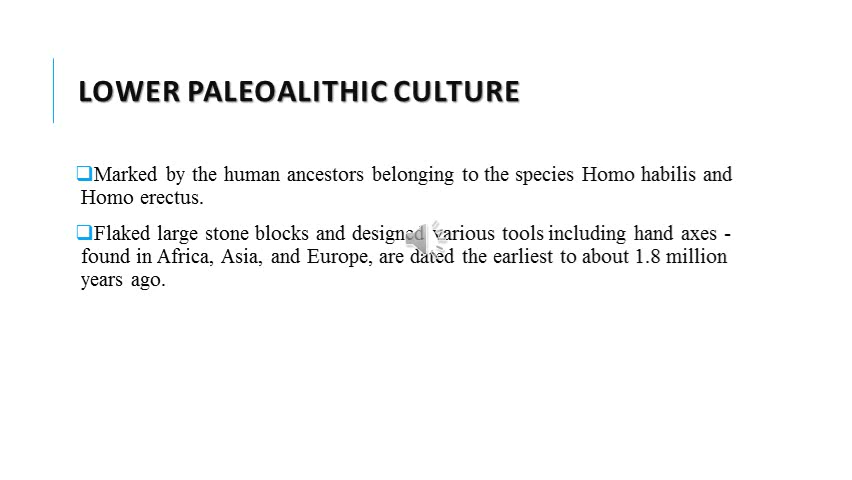 LOWER PALEOALITHIC CULTURE
Marked by the human ancestors belonging to the species Homo habilis and
Homo erectus.
Flaked large stone blocks and designed various tools including hand axes -
found in Africa, Asia, and Europe, are dated the earliest to about 1.8 million
years ago.